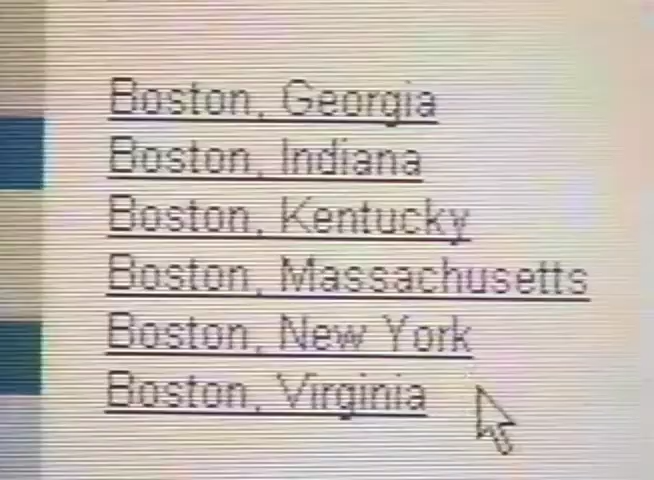 Boston, Georgia
Boston, Indiana
Boston, Kentucky
Boston, Massachusetts
Boston, New York
Boston, Virginia